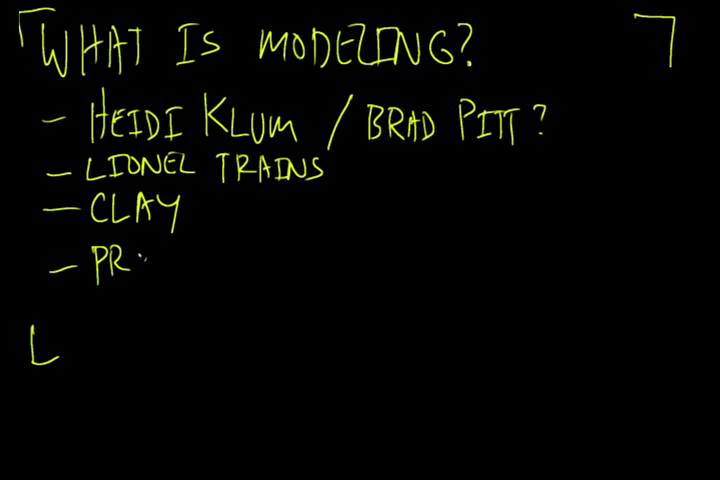 WHAT IS MODELING?
- HEIDI KLUM / BRAD PITT?
- LIONEL TRAINS
- CLAY
- PR